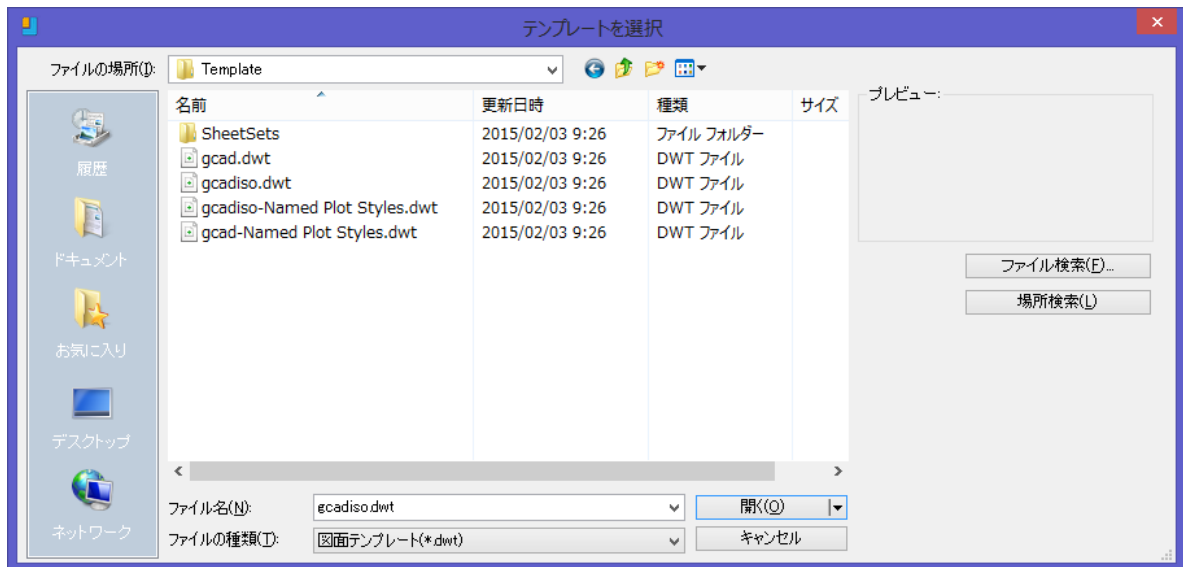 テンプレートを選択
ファイルの場所(I): Template
名前 更新日時 種類 サイズ
SheetSets 2015/02/03 9:26 ファイル フォルダー
gcad.dwt 2015/02/03 9:26 DWT ファイル
gcadiso.dwt 2015/02/03 9:26 DWT ファイル
gcadiso-Named Plot Styles.dwt 2015/02/03 9:26 DWT ファイル
gcad-Named Plot Styles.dwt 2015/02/03 9:26 DWT ファイル
履歴
ドキュメント
お気に入り
デスクトップ
ネットワーク
プレビュー:
ファイル検索(F)...
場所検索(L)
ファイル名(N): gcadiso.dwt 開く(O)
ファイルの種類(T): 図面テンプレート(*.dwt) キャンセル